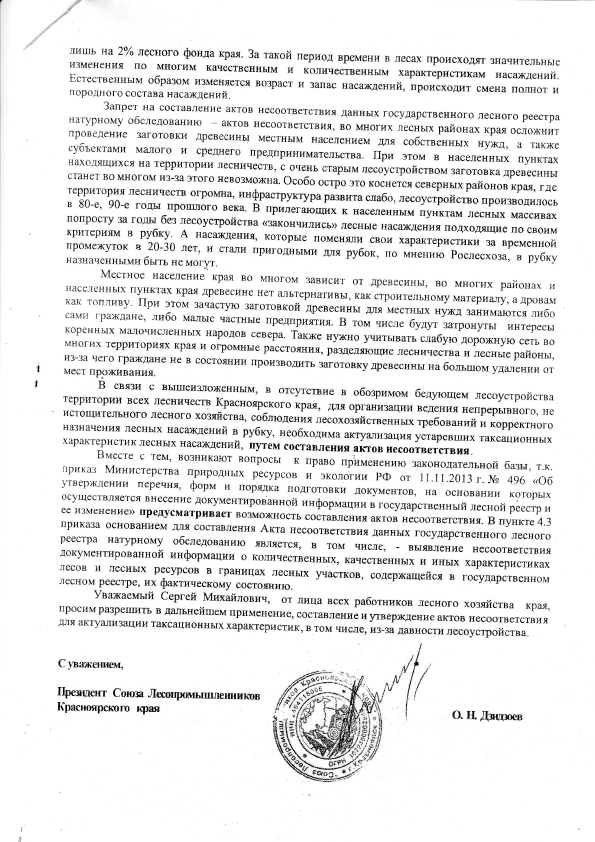 лишь на 2% лесного фонда края. За такой период времени в лесах происходят значительные
изменения по многим качественным и количественным характеристикам насаждений.
Естественным образом изменяется возраст и запас насаждений, происходит смена полнот и
породного состава насаждений.
Запрет на составление актов несоответствия данных государственного лесного реестра
натурному обследованию – актов несоответствия, во многих лесных районах края осложнит
проведение заготовки древесины местным населением для собственных нужд, а также
субъектами малого и среднего предпринимательства. При этом в населенных пунктах
находящихся на территории лесничеств, с очень старым лесоустройством заготовка древесины
станет во многом из-за этого невозможна. Особо остро это коснется северных районов края, где
территория лесничеств огромна, инфраструктура развита слабо, лесоустройство производилось
в 80-е, 90-е годы прошлого века. В прилегающих к населенным пунктам лесных массивах
попросту за годы без лесоустройства «закончились» лесные насаждения подходящие по своим
критериям в рубку. А насаждения, которые поменяли свои характеристики за временной
промежуток в 20-30 лет, и стали пригодными для рубок, по мнению Рослесхоза, в рубку
назначенными быть не могут.
Местное население края во многом зависит от древесины, во многих районах и
населенных пунктах края древесине нет альтернативы, как строительному материалу, а дровам
как топливу. При этом зачастую заготовкой древесины для местных нужд занимаются либо
сами граждане, либо малые частные предприятия. В том числе будут затронуты интересы
коренных малочисленных народов севера. Также нужно учитывать слабую дорожную сеть во
многих территориях края и огромные расстояния, разделяющие лесничества и лесные районы,
из-за чего граждане не в состоянии производить заготовку древесины на большом удалении от
мест проживания.
В связи с вышеизложенным, в отсутствие в обозримом бедующем лесоустройства
территории всех лесничеств Красноярского края, для организации ведения непрерывного, не
истощительного лесного хозяйства, соблюдения лесохозяйственных требований и корректного
назначения лесных насаждений в рубку, необходима актуализация устаревших таксационных
характеристик лесных насаждений, путем составления актов несоответствия.
Вместе с тем, возникают вопросы к право применению законодательной базы, т.к.
приказ Министерства природных ресурсов и экологии РФ от 11.11.2013 г. № 496 «Об
утверждении перечня, форм и порядка подготовки документов, на основании которых
осуществляется внесение документированной информации в государственный лесной реестр и
ее изменение» предусматривает возможность составления актов несоответствия. В пункте 4.3
приказа основанием для составления Акта несоответствия данных государственного лесного
реестра натурному обследованию является, в том числе, - выявление несоответствия
документированной информации о количественных, качественных и иных характеристиках
лесов и лесных ресурсов в границах лесных участков, содержащейся в государственном
лесном реестре, их фактическому состоянию.
Уважаемый Сергей Михайлович, от лица всех работников лесного хозяйства края,
просим разрешить в дальнейшем применение, составление и утверждение актов несоответствия
для актуализации таксационных характеристик, в том числе, из-за давности лесоустройства.
С уважением,
Президент Союза Лесопромышленников
Красноярского края
О. Н. Дзидзоев